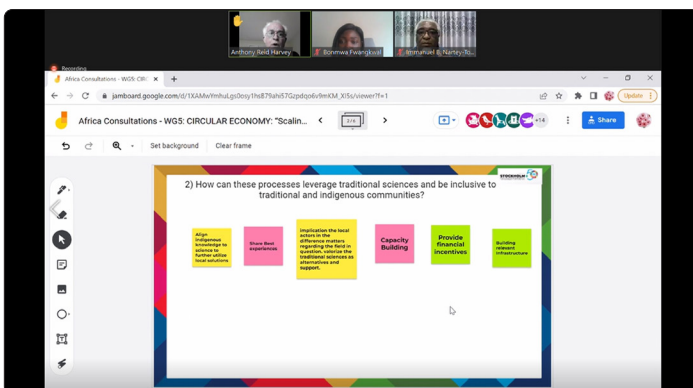 Anthony Reid Harvey
Bonmwa Fwangkwal
Immanuel B. Nartey-To...
Recording
Africa Consultations - WG5: CIRC
jamboard.google.com/d/1XAMwYmhuLgs0osy1hs879ahi57Gzpdqo6v9mKM_XI5s/viewer?f=1
Update
Africa Consultations - WG5: CIRCULAR ECONOMY: "Scalin...
2/6
+14
Share
Set background
Clear frame
STOCKHOLM
2) How can these processes leverage traditional sciences and be inclusive to
traditional and indigenous communities?
Align
indigenous
knowledge to
science to
further utilize
local solutions
Share Best
experiences
implication the local
actors in the
difference matters
regarding the field in
question. valorize the
traditional sciences as
alternatives and
support.
Capacity
Building
Provide
financial
incentives
Building
relevant
infrastructure